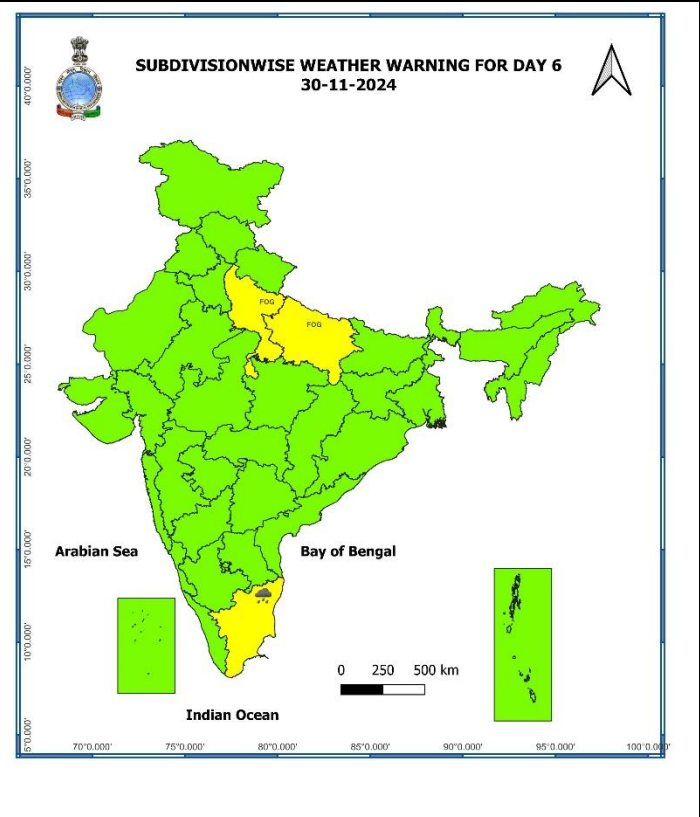 SUBDIVISIONWISE WEATHER WARNING FOR DAY 6
30-11-2024
40°0.000'
35°0.000'
30°0.000'
25°0.000'
20°0.000'
15°0.000'
10°0.000'
5°0.000'
FOG
FOG
Arabian Sea
Bay of Bengal
0 250 500 km
Indian Ocean
70°0.000' 75°0.000' 80°0.000' 85°0.000' 90°0.000' 95°0.000' 100°0.000'